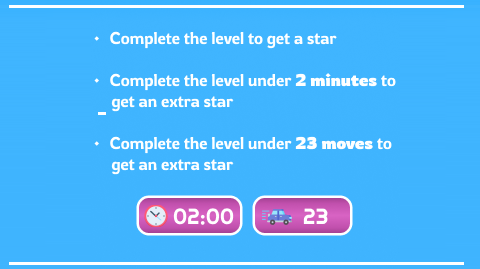 Complete the level to get a star
Complete the level under 2 minutes to
get an extra star
Complete the level under 23 moves to
get an extra star
02:00 23